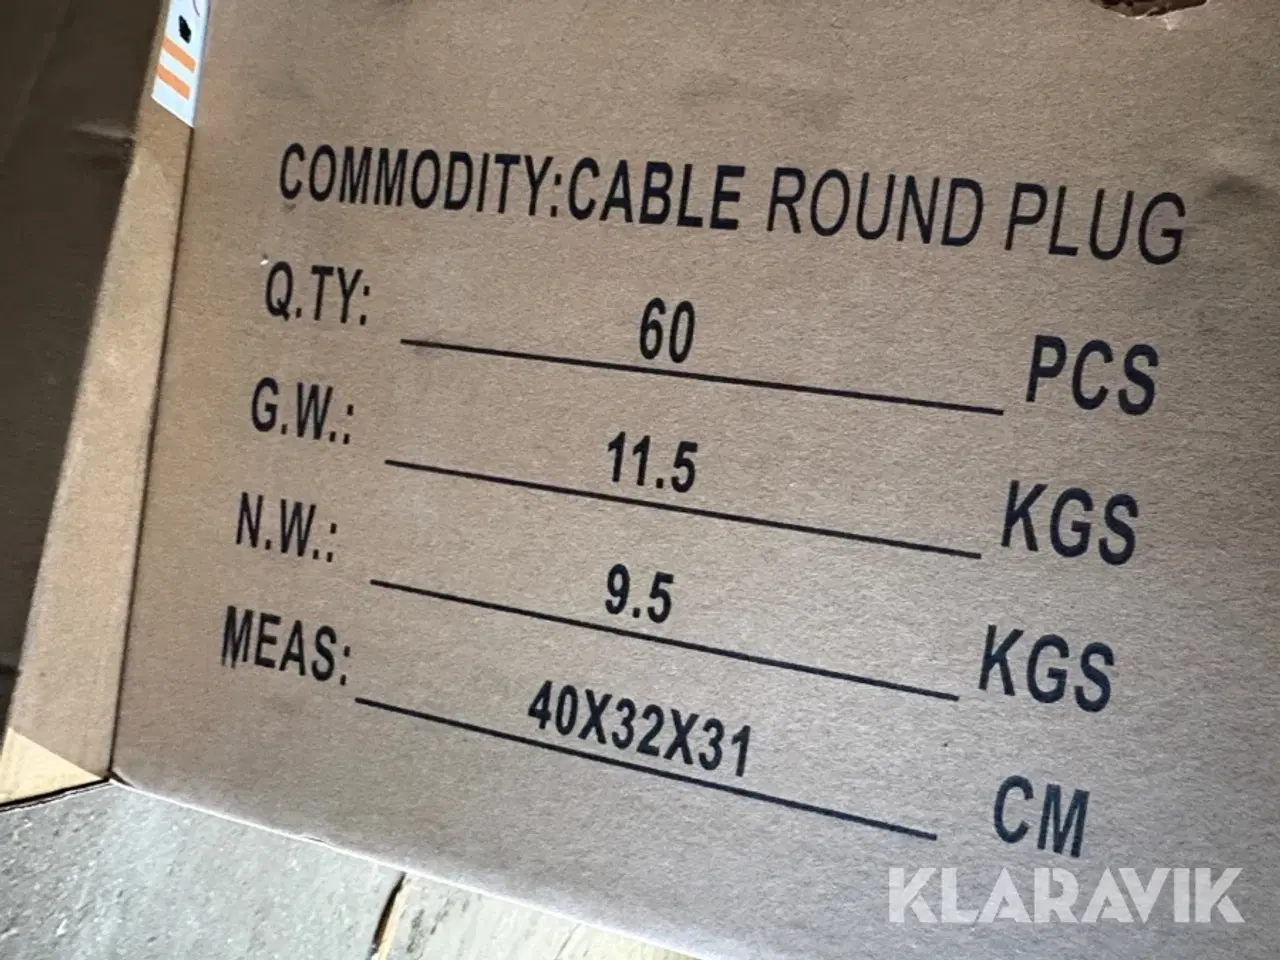 COMMODITY:CABLE ROUND PLUG
Q.TY: 60 PCS
G.W.: 11.5 KGS
N.W.: 9.5 KGS
MEAS: 40X32X31 CM
KLARAVIK